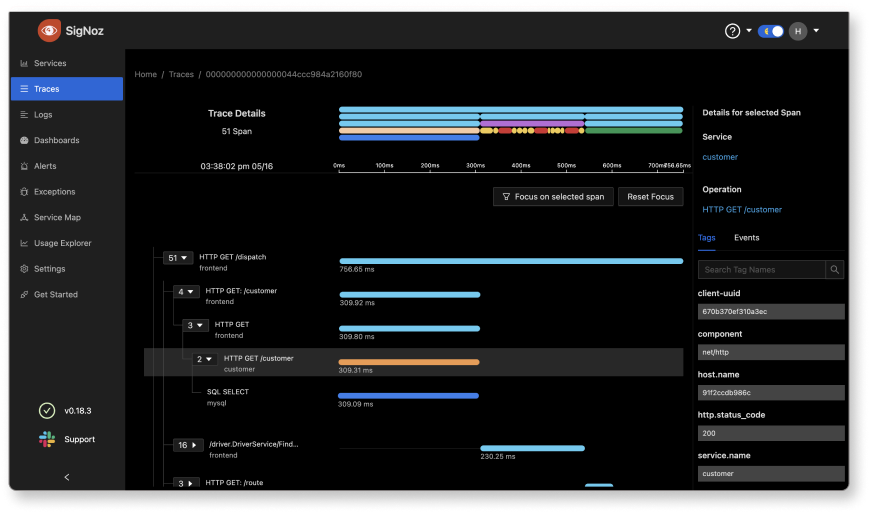 SigNoz
H
Services
Traces
Logs
Dashboards
Alerts
Exceptions
Service Map
Usage Explorer
Settings
Get Started
v0.18.3
Support
Home / Traces / 000000000000000044ccc984a2160f80
Trace Details
51 Span
03:38:02 pm 05/16
0ms 100ms 200ms 300ms 400ms 500ms 600ms 700ms 756.65ms
Focus on selected span
Reset Focus
51 HTTP GET /dispatch
frontend
756.65 ms
4 HTTP GET: /customer
frontend
309.92 ms
3 HTTP GET
frontend
309.80 ms
2 HTTP GET /customer
customer
309.31 ms
SQL SELECT
mysql
309.09 ms
16 /driver.DriverService/Find...
frontend
230.25 ms
3 HTTP GET: /route
Details for selected Span
Service
customer
Operation
HTTP GET /customer
Tags Events
Search Tag Names
client-uuid
670b370ef310a3ec
component
net/http
host.name
91f2ccdb986c
http.status_code
200
service.name
customer